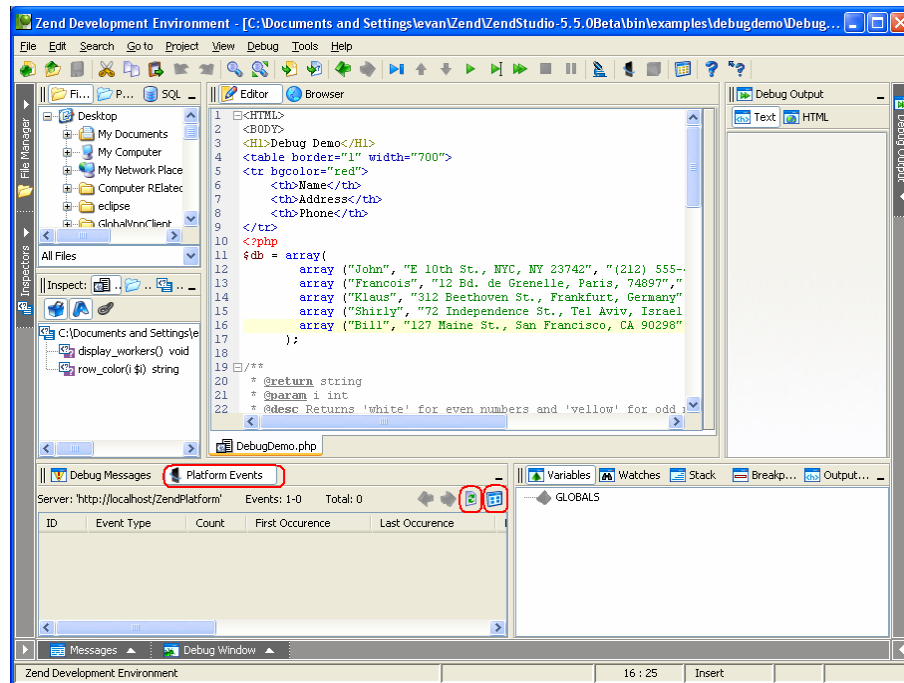 Zend Development Environment - [C:\Documents and Settings\evan\Zend\ZendStudio-5.5.0Beta\bin\examples\debugdemo\Debug...
File Edit Search Go to Project View Debug Tools Help
File Manager
Inspectors
Fi... P... SQL
Desktop
My Documents
My Computer
My Network Place
Computer RElated
eclipse
GlobalVpnClient
All Files
Inspect: .. .. ..
C:\Documents and Settings\e
display_workers() void
row_color(i $i) string
Editor Browser
1 <HTML>
2 <BODY>
3 <H1>Debug Demo</H1>
4 <table border="1" width="700">
5 <tr bgcolor="red">
6 <th>Name</th>
7 <th>Address</th>
8 <th>Phone</th>
9 </tr>
10 <?php
11 $db = array(
12 array ("John", "E 10th St., NYC, NY 23742", "(212) 555-
13 array ("Francois", "12 Bd. de Grenelle, Paris, 74897","
14 array ("Klaus", "312 Beethoven St., Frankfurt, Germany"
15 array ("Shirly", "72 Independence St., Tel Aviv, Israel
16 array ("Bill", "127 Maine St., San Francisco, CA 90298"
17 );
18
19 /**
20 * @return string
21 * @param i int
22 * @desc Returns 'white' for even numbers and 'yellow' for odd
DebugDemo.php
Debug Output
Text HTML
Debug Output
Debug Messages Platform Events
Server: 'http://localhost/ZendPlatform' Events: 1-0 Total: 0
ID Event Type Count First Occurence Last Occurence
Variables Watches Stack Breakp... Output...
GLOBALS
Messages Debug Window
Zend Development Environment 16 : 25 Insert